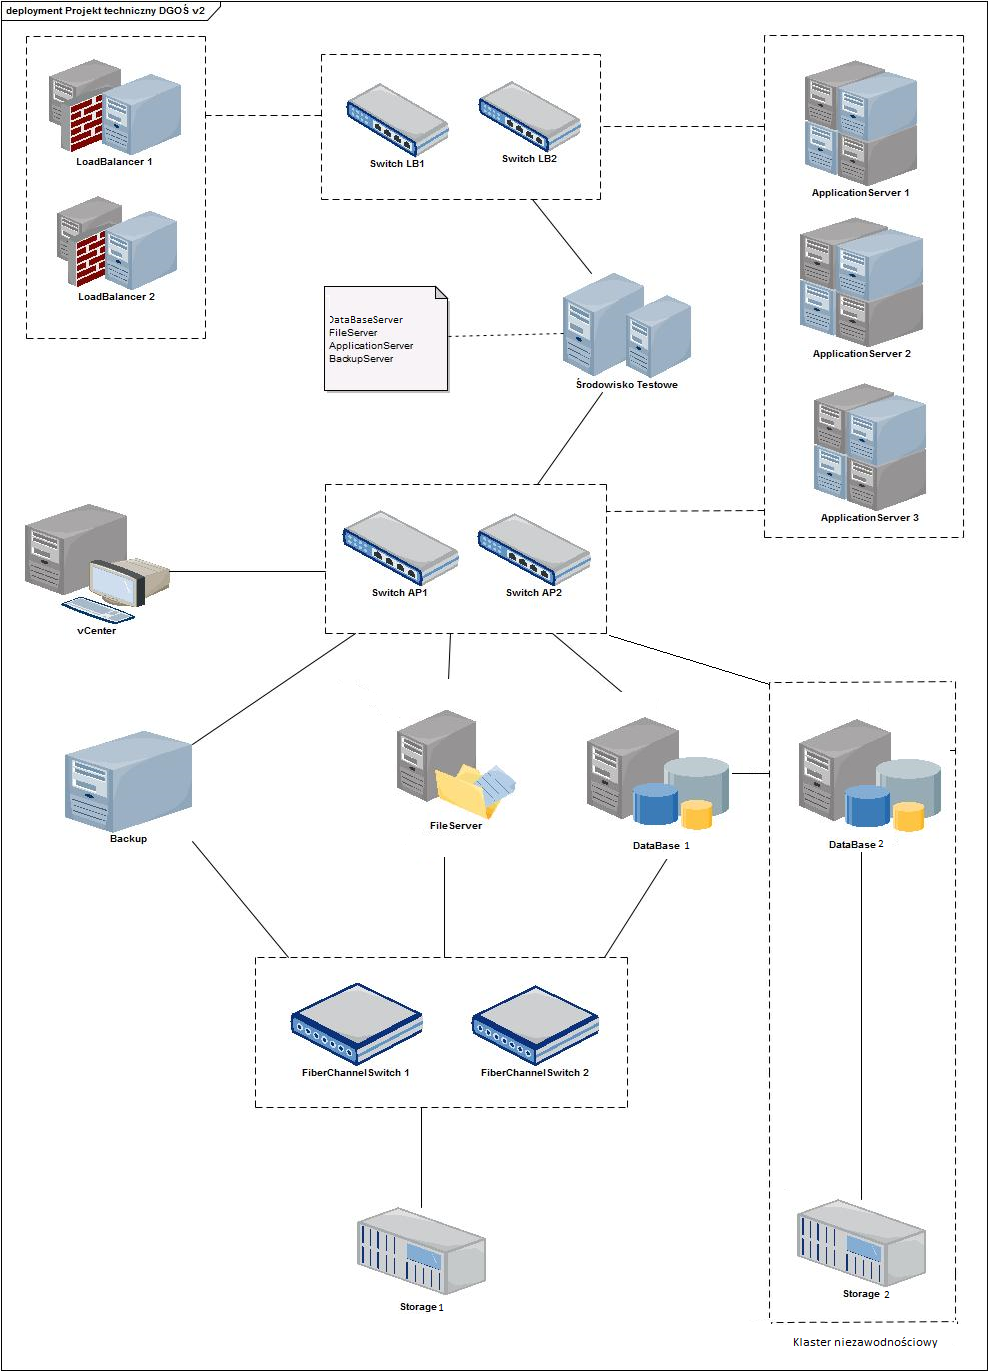 deployment Projekt techniczny DGOŚ v2
LoadBalancer 1
LoadBalancer 2
Switch LB1
Switch LB2
ApplicationServer 1
ApplicationServer 2
ApplicationServer 3
DataBaseServer
FileServer
ApplicationServer
BackupServer
Środowisko Testowe
Switch AP1
Switch AP2
vCenter
Backup
FileServer
DataBase 1
DataBase 2
FiberChannelSwitch 1
FiberChannelSwitch 2
Storage 1
Storage 2
Klaster niezawodnościowy